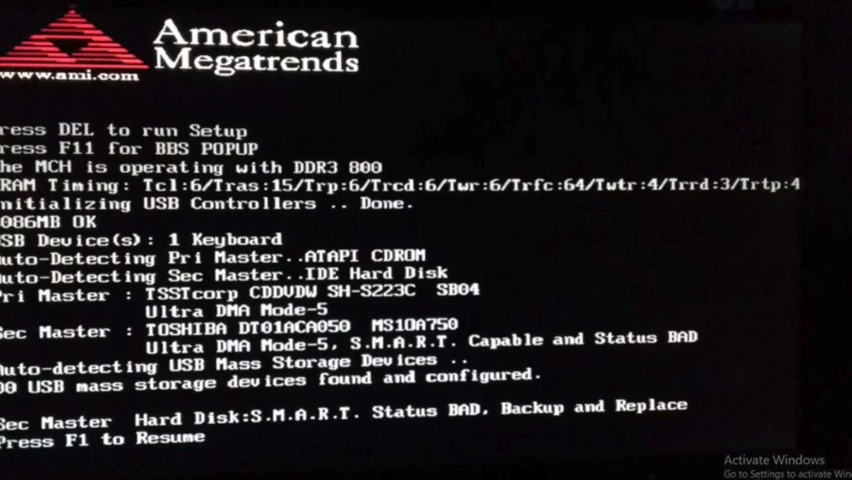 American
Megatrends
www.ami.com
ress DEL to run Setup
ress F11 for BBS POPUP
he MCH is operating with DDR3 800
RAM Timing: Tcl:6/Tras:15/Trp:6/Trcd:6/Twr:6/Trfc:64/Twtr:4/Trrd:3/Trtp:4
nitializing USB Controllers .. Done.
086MB OK
SB Device(s): 1 Keyboard
uto-Detecting Pri Master..ATAPI CDROM
uto-Detecting Sec Master..IDE Hard Disk
Pri Master : TSSTcorp CDDVDW SH-S223C SB04
Ultra DMA Mode-5
Sec Master : TOSHIBA DT01ACA050 MS1OA750
Ultra DMA Mode-5, S.M.A.R.T. Capable and Status BAD
Auto-detecting USB Mass Storage Devices ..
00 USB mass storage devices found and configured.
Sec Master Hard Disk:S.M.A.R.T. Status BAD, Backup and Replace
Press F1 to Resume
Activate Windows
Go to Settings to activate Win